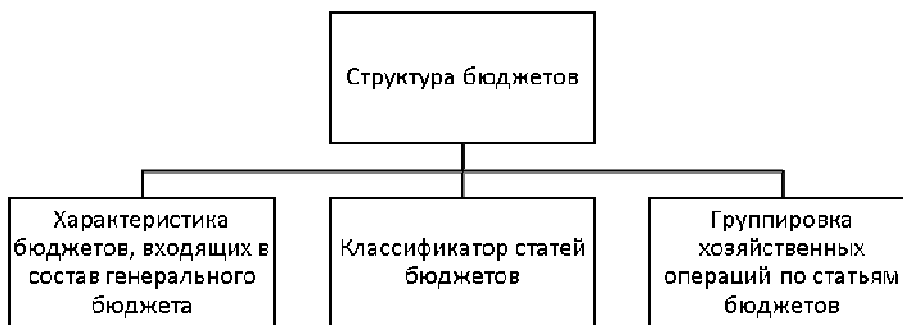 Структура бюджетов
Характеристика
бюджетов, входящих в
состав генерального
бюджета
Классификатор статей
бюджетов
Группировка
хозяйственных
операций по статьям
бюджетов